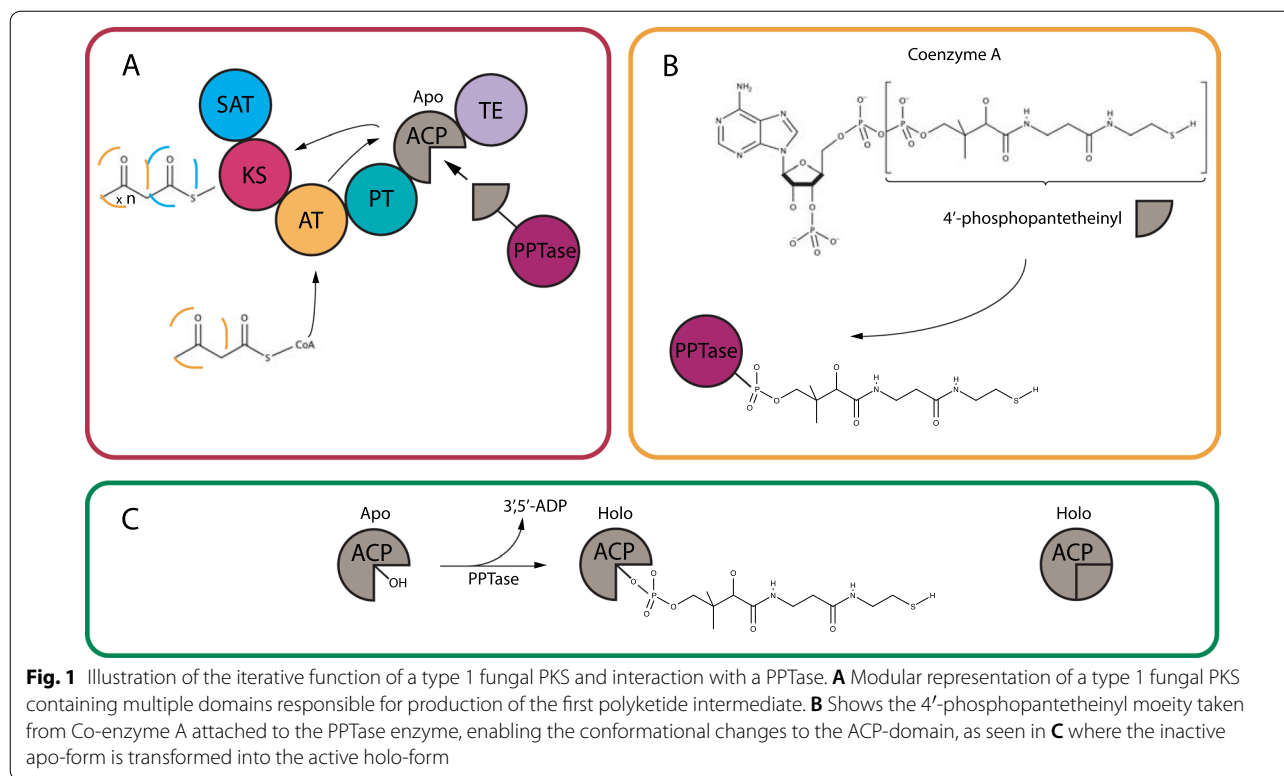 A
SAT
KS
AT
PT
Apo
ACP
TE
PPTase
O
O
S
x n
O
O
S
CoA
B
Coenzyme A
NH₂
N
N
N
N
O
O
O
O⁻
P
O
O
O⁻
P
O
O
O
O
N
H
O
N
H
S
H
O
P
O⁻
O⁻
O
4′-phosphopantetheinyl
PPTase
O
P
O
O
O
O
N
H
O
N
H
S
H
C
Apo
ACP
OH
3′,5′-ADP
PPTase
Holo
ACP
O
O
P
O
O
O
O
N
H
O
N
H
S
H
Holo
ACP
Fig. 1 Illustration of the iterative function of a type 1 fungal PKS and interaction with a PPTase. A Modular representation of a type 1 fungal PKS
containing multiple domains responsible for production of the first polyketide intermediate. B Shows the 4′-phosphopantetheinyl moeity taken
from Co-enzyme A attached to the PPTase enzyme, enabling the conformational changes to the ACP-domain, as seen in C where the inactive
apo-form is transformed into the active holo-form